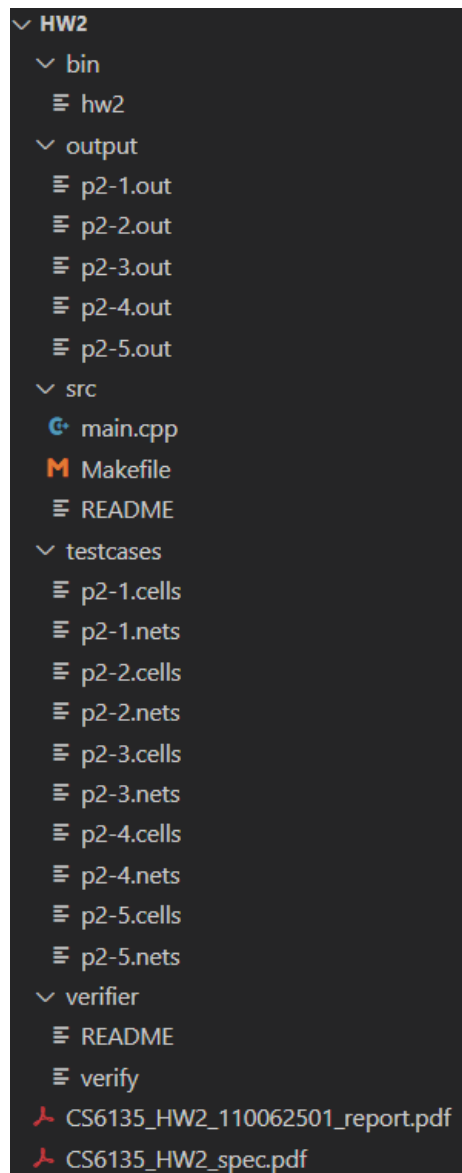 HW2
bin
hw2
output
p2-1.out
p2-2.out
p2-3.out
p2-4.out
p2-5.out
src
main.cpp
Makefile
README
testcases
p2-1.cells
p2-1.nets
p2-2.cells
p2-2.nets
p2-3.cells
p2-3.nets
p2-4.cells
p2-4.nets
p2-5.cells
p2-5.nets
verifier
README
verify
CS6135_HW2_110062501_report.pdf
CS6135_HW2_spec.pdf